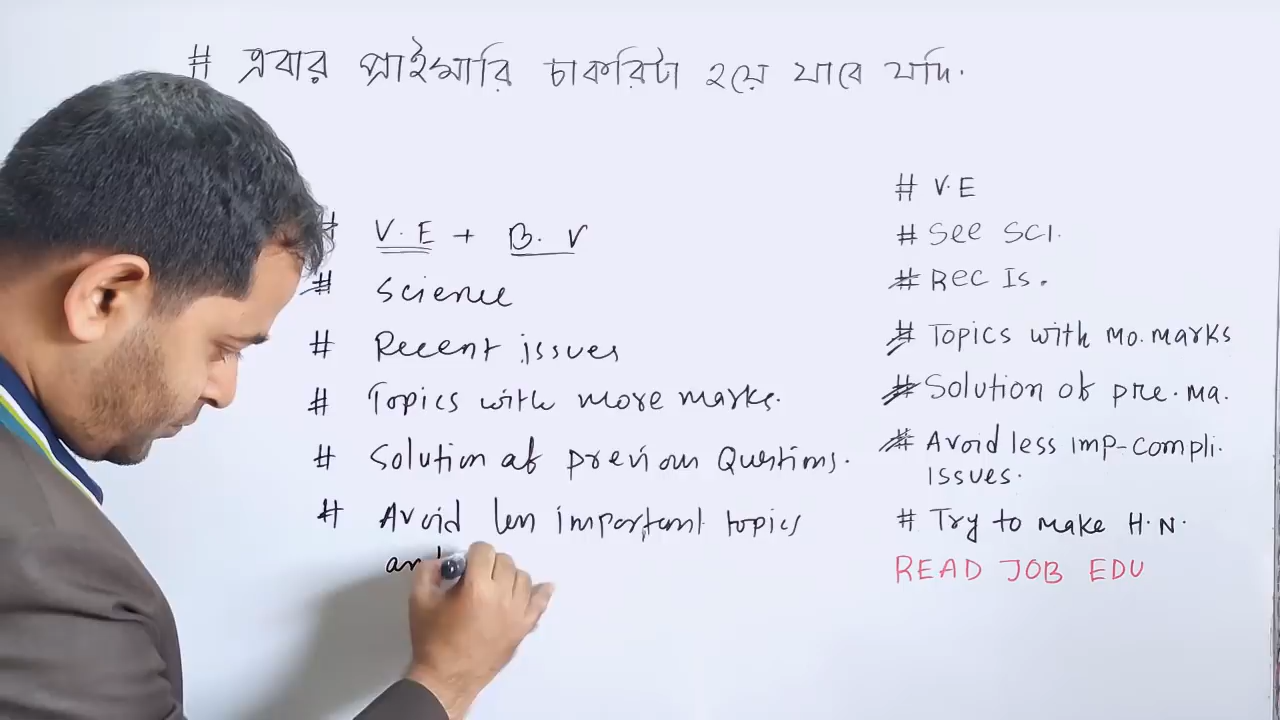 # এবার প্রাইমারি চাকরিটা হয়ে যাবে যদি.
# V.E + B. V
# Science
# Recent issues
# Topics with more marks.
# Solution of previous Questions.
# Avoid less important topics
and
# V.E
# See SCI.
# Rec Is.
# Topics with Mo. marks
# Solution of pre. ma.
# Avoid less imp-compli.
issues.
# Try to make H.N.
READ JOB EDU